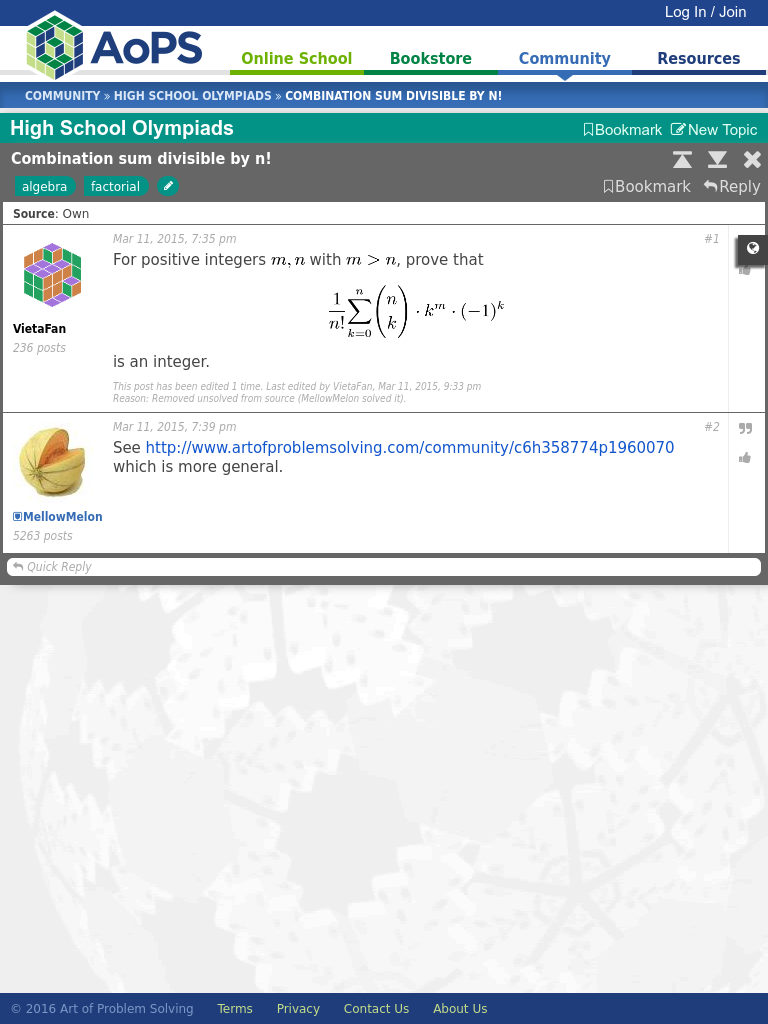 Log In / Join
AoPS
Online School Bookstore Community Resources
COMMUNITY » HIGH SCHOOL OLYMPIADS » COMBINATION SUM DIVISIBLE BY N!
High School Olympiads Bookmark New Topic
Combination sum divisible by n!
algebra factorial Bookmark Reply
Source: Own
Mar 11, 2015, 7:35 pm #1
For positive integers m, n with m > n, prove that
\frac{1}{n!}\sum_{k=0}^{n}\binom{n}{k} \cdot k^m \cdot (-1)^k
VietaFan
236 posts
is an integer.
This post has been edited 1 time. Last edited by VietaFan, Mar 11, 2015, 9:33 pm
Reason: Removed unsolved from source (MellowMelon solved it).
Mar 11, 2015, 7:39 pm #2
See http://www.artofproblemsolving.com/community/c6h358774p1960070
which is more general.
MellowMelon
5263 posts
Quick Reply
© 2016 Art of Problem Solving Terms Privacy Contact Us About Us